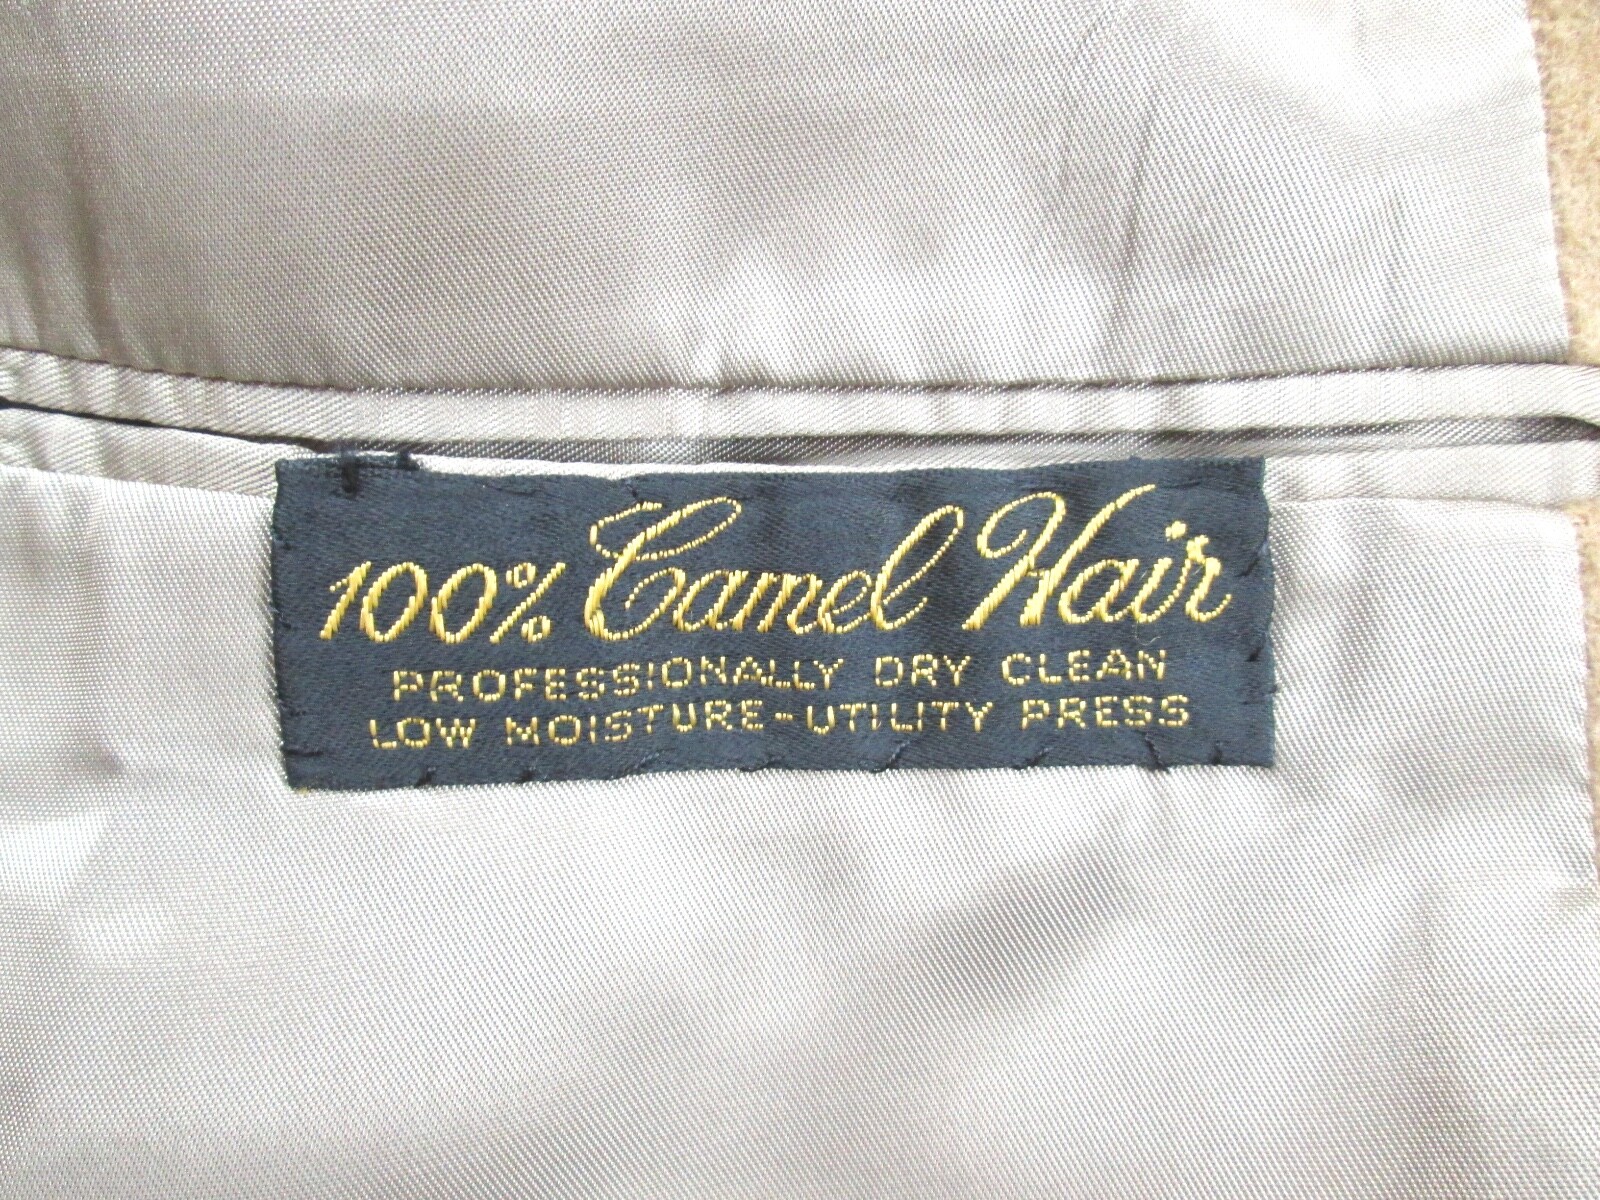 100% Camel Hair
PROFESSIONALLY DRY CLEAN
LOW MOISTURE-UTILITY PRESS